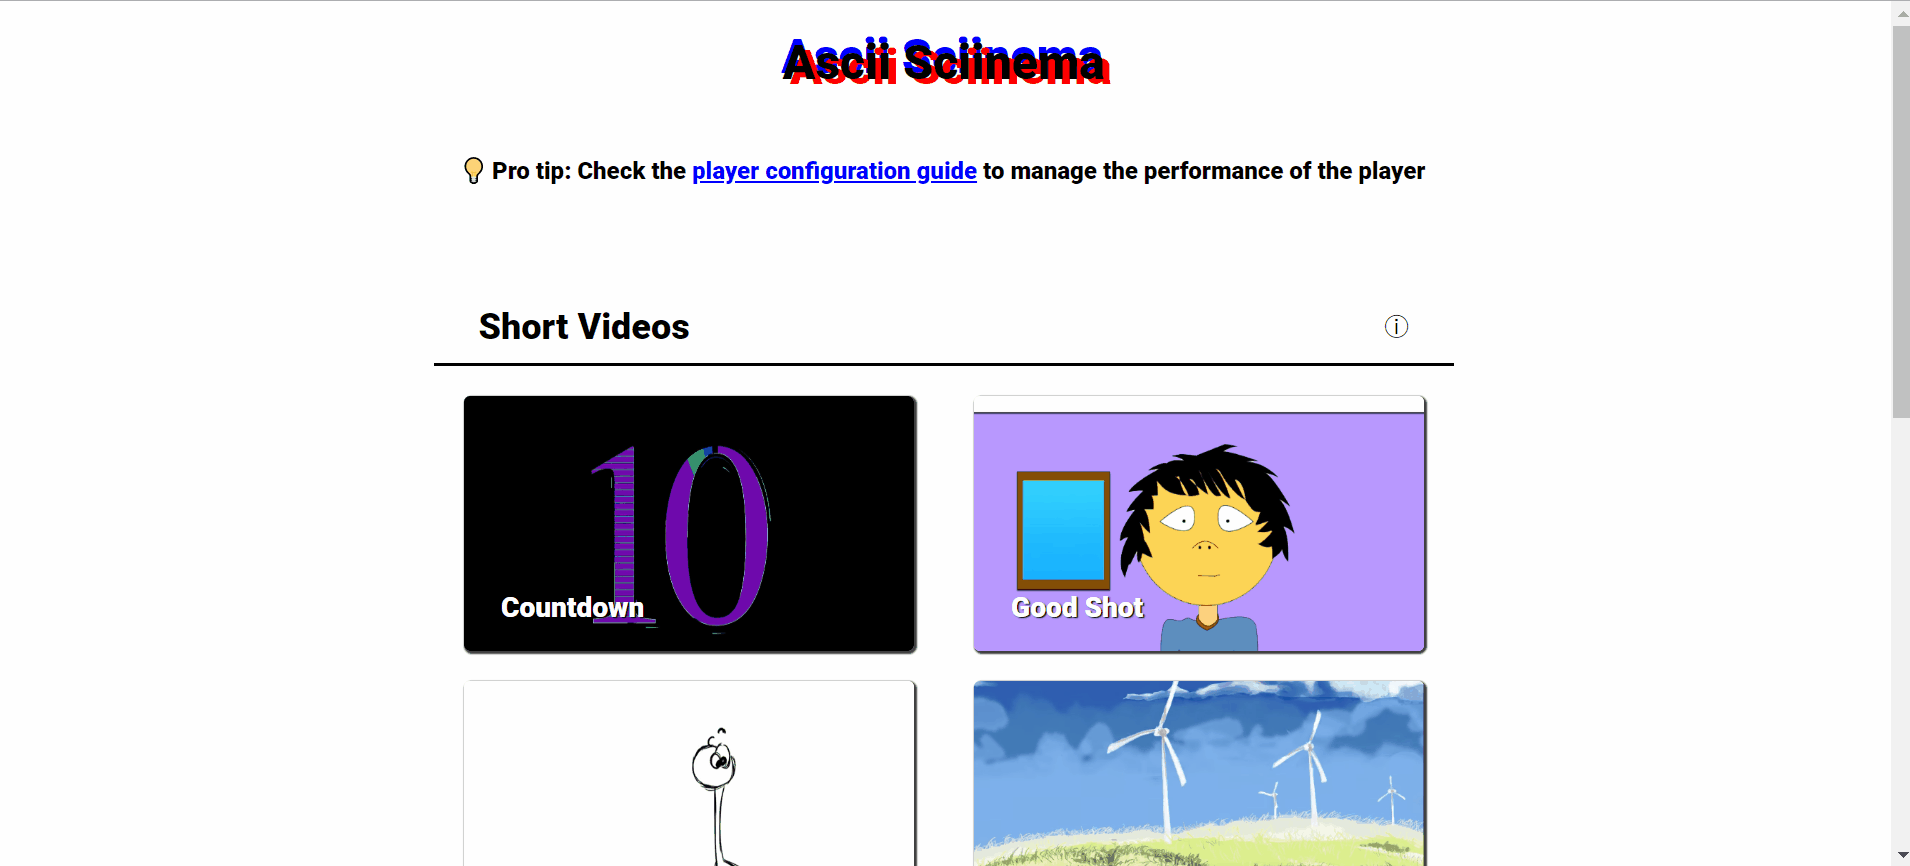 Ascii Sciinema
Pro tip: Check the player configuration guide to manage the performance of the player
Short Videos
10
Countdown
Good Shot